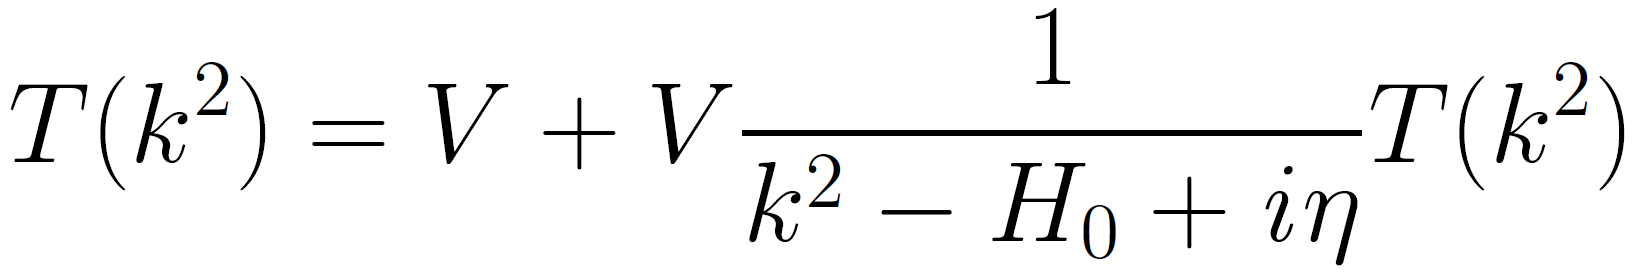 T(k^2) = V + V \frac{1}{k^2 - H_0 + i\eta} T(k^2)